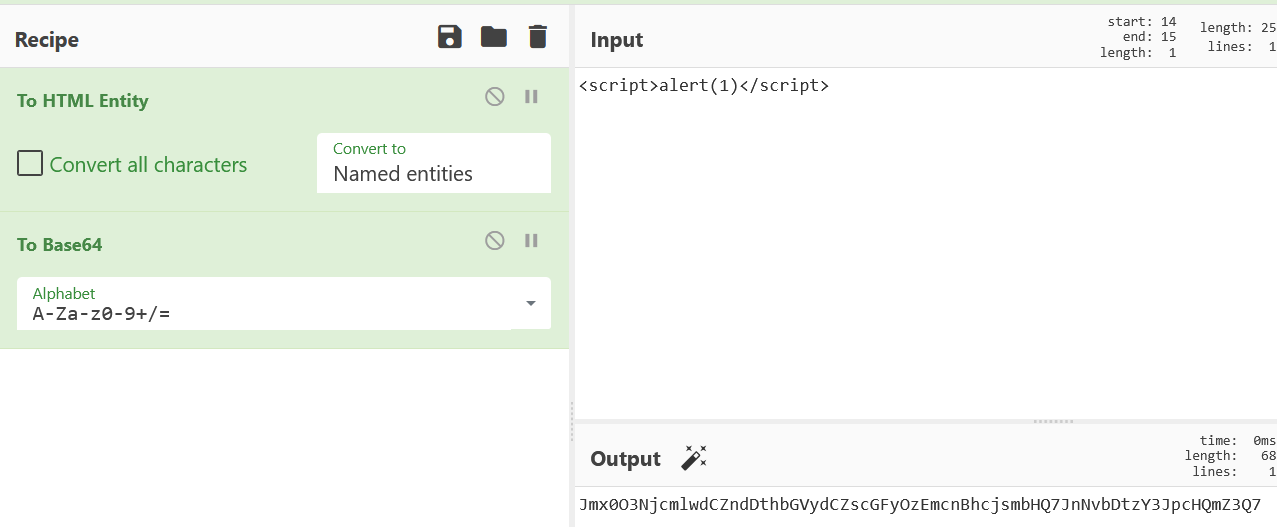 Recipe
To HTML Entity
Convert all characters
Convert to
Named entities
To Base64
Alphabet
A-Za-z0-9+/=
Input
start: 14
end: 15
length: 1
length: 25
lines: 1
<script>alert(1)</script>
Output
time: 0ms
length: 68
lines: 1
Jmx0O3NjcmlwdCZndDthbGVydCZscGFyOzEmcnBhcjsmbHQ7JnNvbDtzY3JpcHQmZ3Q7